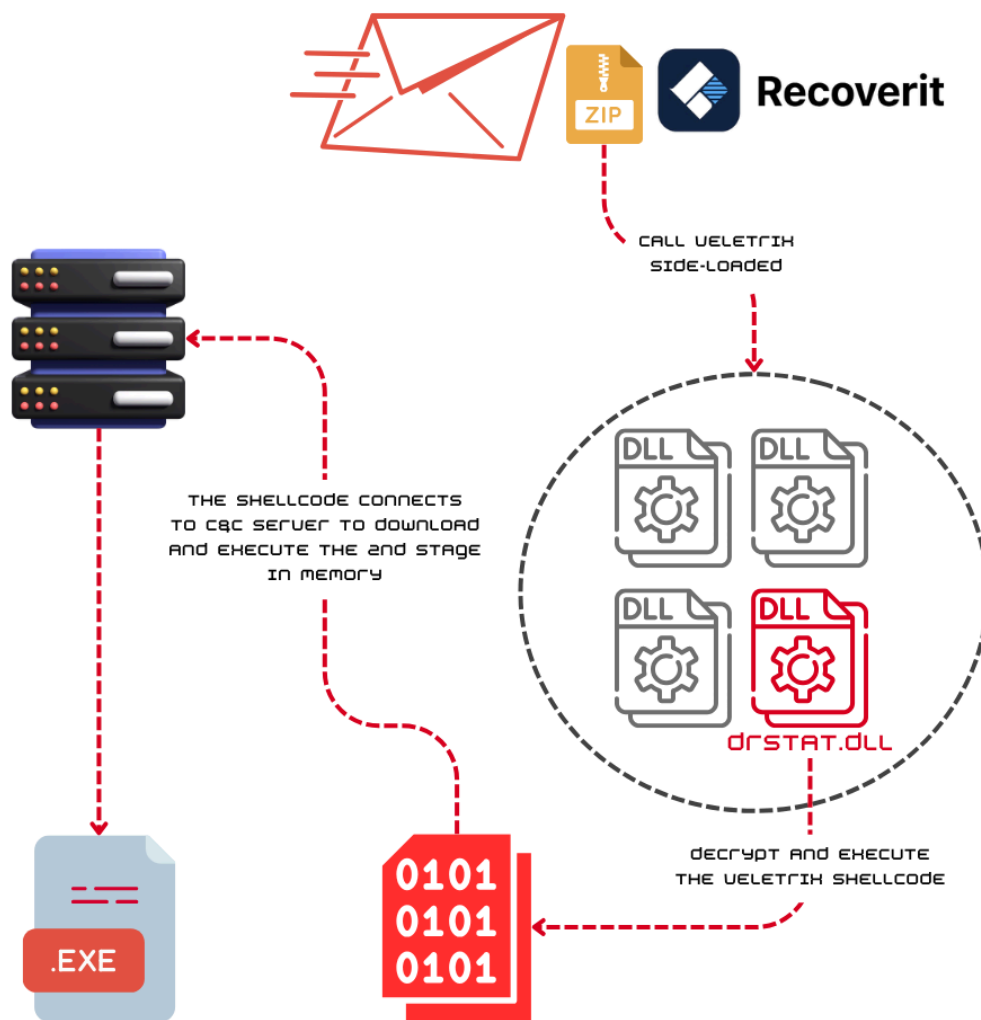 ZIP
Recoverit
CALL VELETRIX
SIDE-LOADED
THE SHELLCODE CONNECTS
TO C&C SERVER TO DOWNLOAD
AND EXECUTE THE 2ND STAGE
IN MEMORY
DLL
DLL
DLL
DLL
drSTAT.dLL
DECRYPT AND EXECUTE
THE VELETRIX SHELLCODE
0101
0101
0101
.EXE